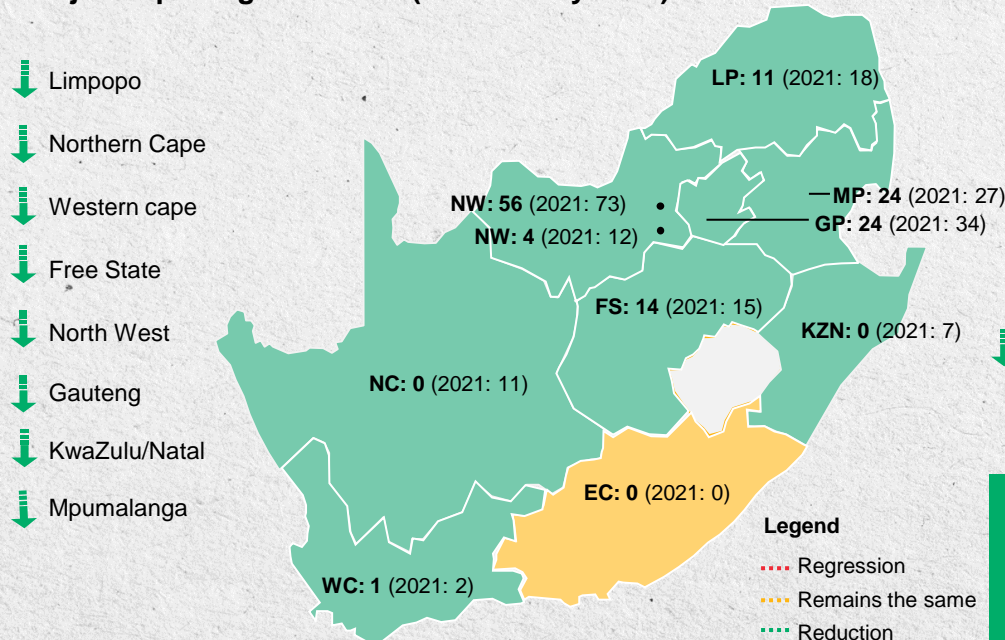 Limpopo
Northern Cape
Western cape
Free State
North West
Gauteng
KwaZulu/Natal
Mpumalanga
LP: 11 (2021: 18)
NW: 56 (2021: 73)
NW: 4 (2021: 12)
MP: 24 (2021: 27)
GP: 24 (2021: 34)
FS: 14 (2021: 15)
KZN: 0 (2021: 7)
NC: 0 (2021: 11)
EC: 0 (2021: 0)
WC: 1 (2021: 2)
Legend
Regression
Remains the same
Reduction